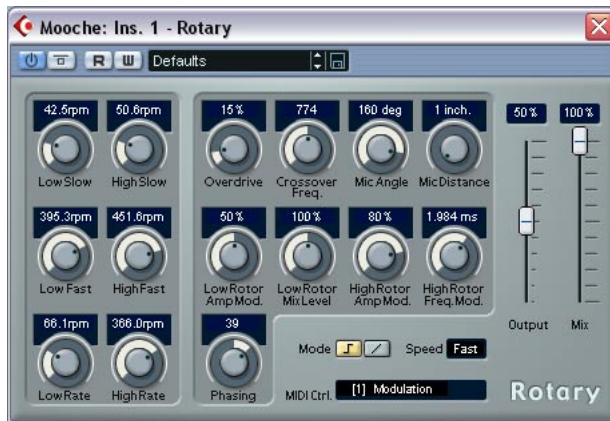 Mooche: Ins. 1 - Rotary
R W Defaults
42.5rpm 50.6rpm 15% 774 160 deg 1 inch. 50% 100%
Low Slow High Slow Overdrive Crossover Freq. Mic Angle Mic Distance
395.3rpm 451.6rpm 50% 100% 80% 1.984 ms
Low Fast High Fast Low Rotor Amp Mod. Low Rotor Mix Level High Rotor Amp Mod. High Rotor Freq. Mod.
66.1rpm 366.0rpm 39 Output Mix
Mode Speed Fast
Low Rate High Rate Phasing MIDI Ctrl. [1] Modulation Rotary